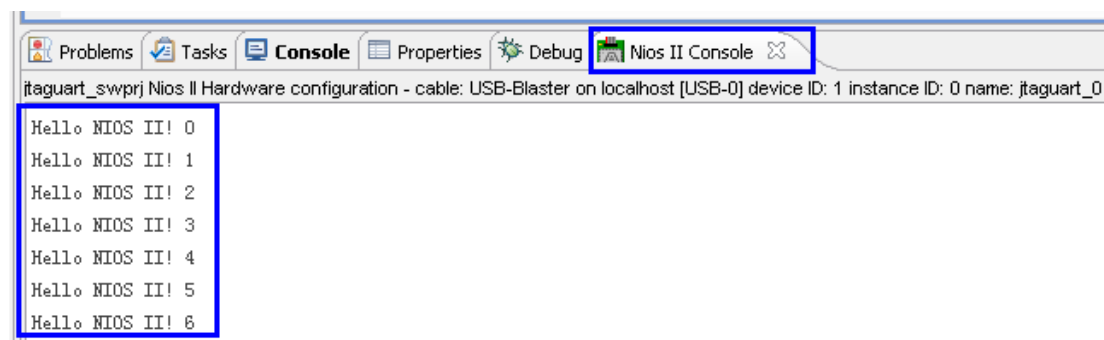 Problems Tasks Console Properties Debug Nios II Console
jtaguart_swprj Nios II Hardware configuration - cable: USB-Blaster on localhost [USB-0] device ID: 1 instance ID: 0 name: jtaguart_0
Hello NIOS II! 0
Hello NIOS II! 1
Hello NIOS II! 2
Hello NIOS II! 3
Hello NIOS II! 4
Hello NIOS II! 5
Hello NIOS II! 6